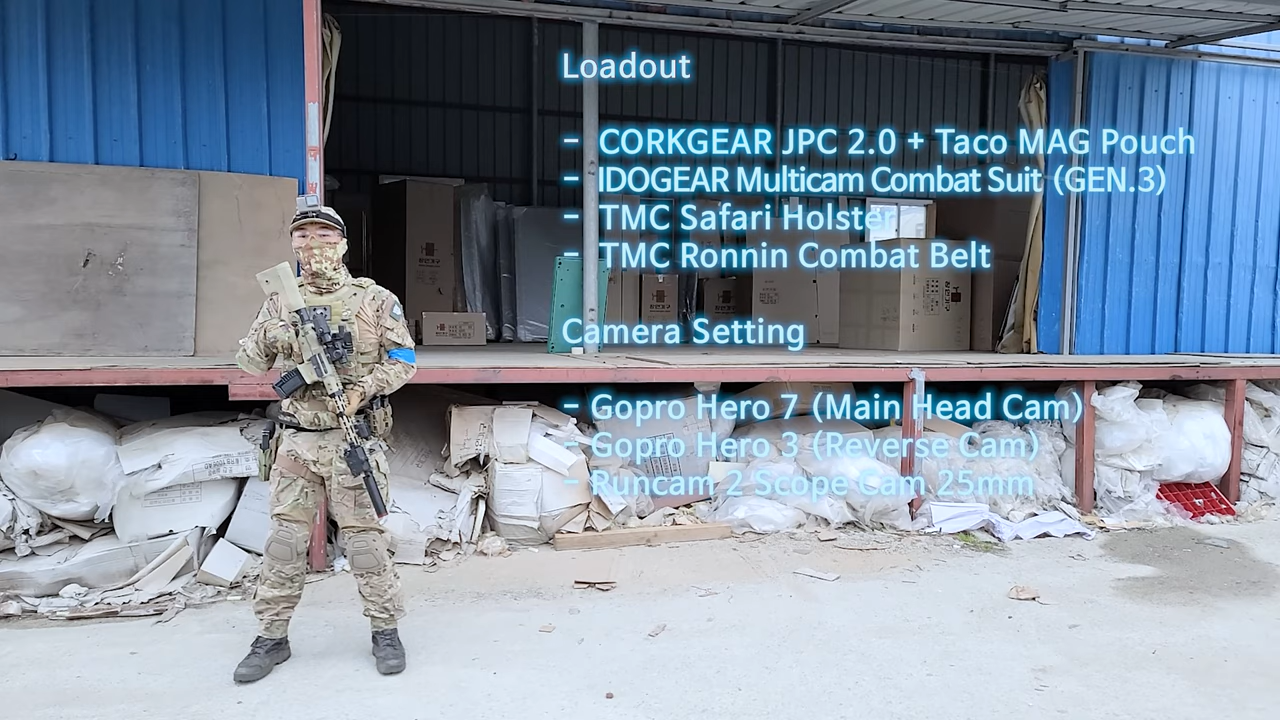 Loadout
- CORKGEAR JPC 2.0 + Taco MAG Pouch
- IDOGEAR Multicam Combat Suit (GEN.3)
- TMC Safari Holster
- TMC Ronnin Combat Belt
Camera Setting
- Gopro Hero 7 (Main Head Cam)
- Gopro Hero 3 (Reverse Cam)
- Runcam 2 Scope Cam 25mm